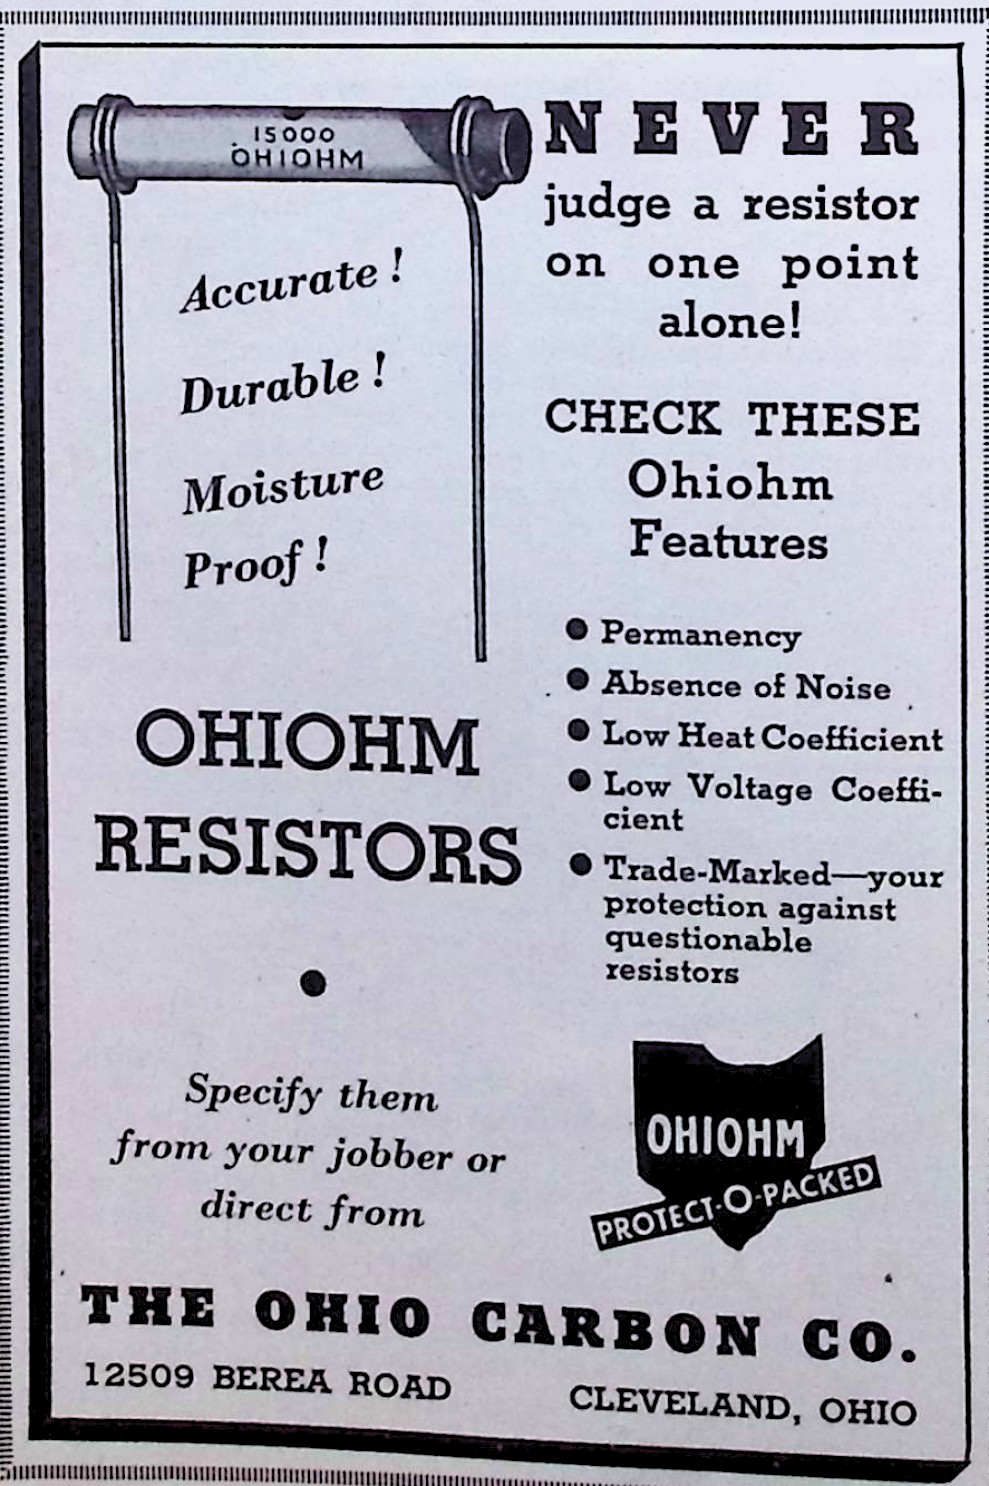 15000
OHIOHM
Accurate!
Durable!
Moisture
Proof!
OHIOHM
RESISTORS
Specify them
from your jobber or
direct from
NEVER
judge a resistor
on one point
alone!
CHECK THESE
Ohiohm
Features
● Permanency
● Absence of Noise
● Low Heat Coefficient
● Low Voltage Coeffi-
cient
● Trade-Marked—your
protection against
questionable
resistors
OHIOHM
PROTECT-O-PACKED
THE OHIO CARBON CO.
12509 BEREA ROAD CLEVELAND, OHIO